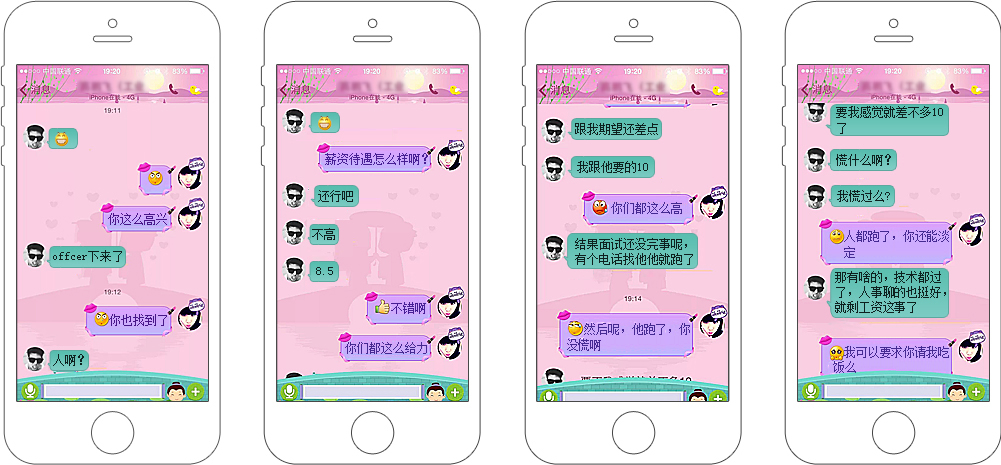 中国联通 19:20 83%
消息
iPhone在线 - 4G
19:11
你这么高兴
offcer下来了
19:12
你也找到了
人啊?
中国联通 19:20 83%
消息
iPhone在线 - 4G
薪资待遇怎么样啊?
还行吧
不高
8.5
不错啊
你们都这么给力
中国联通 19:20 83%
消息
iPhone在线 - 4G
跟我期望还差点
我跟他要的10
你们都这么高
结果面试还没完事呢,
有个电话找他他就跑了
19:14
然后呢，他跑了，你
没慌啊
中国联通 19:20 83%
消息
iPhone在线 - 4G
要我感觉就差不多10
了
慌什么啊?
我慌过么?
人都跑了，你还能淡
定
那有啥的，技术都过
了，人事聊的也挺好，
就剩工资这事了
我可以要求你请我吃
饭么